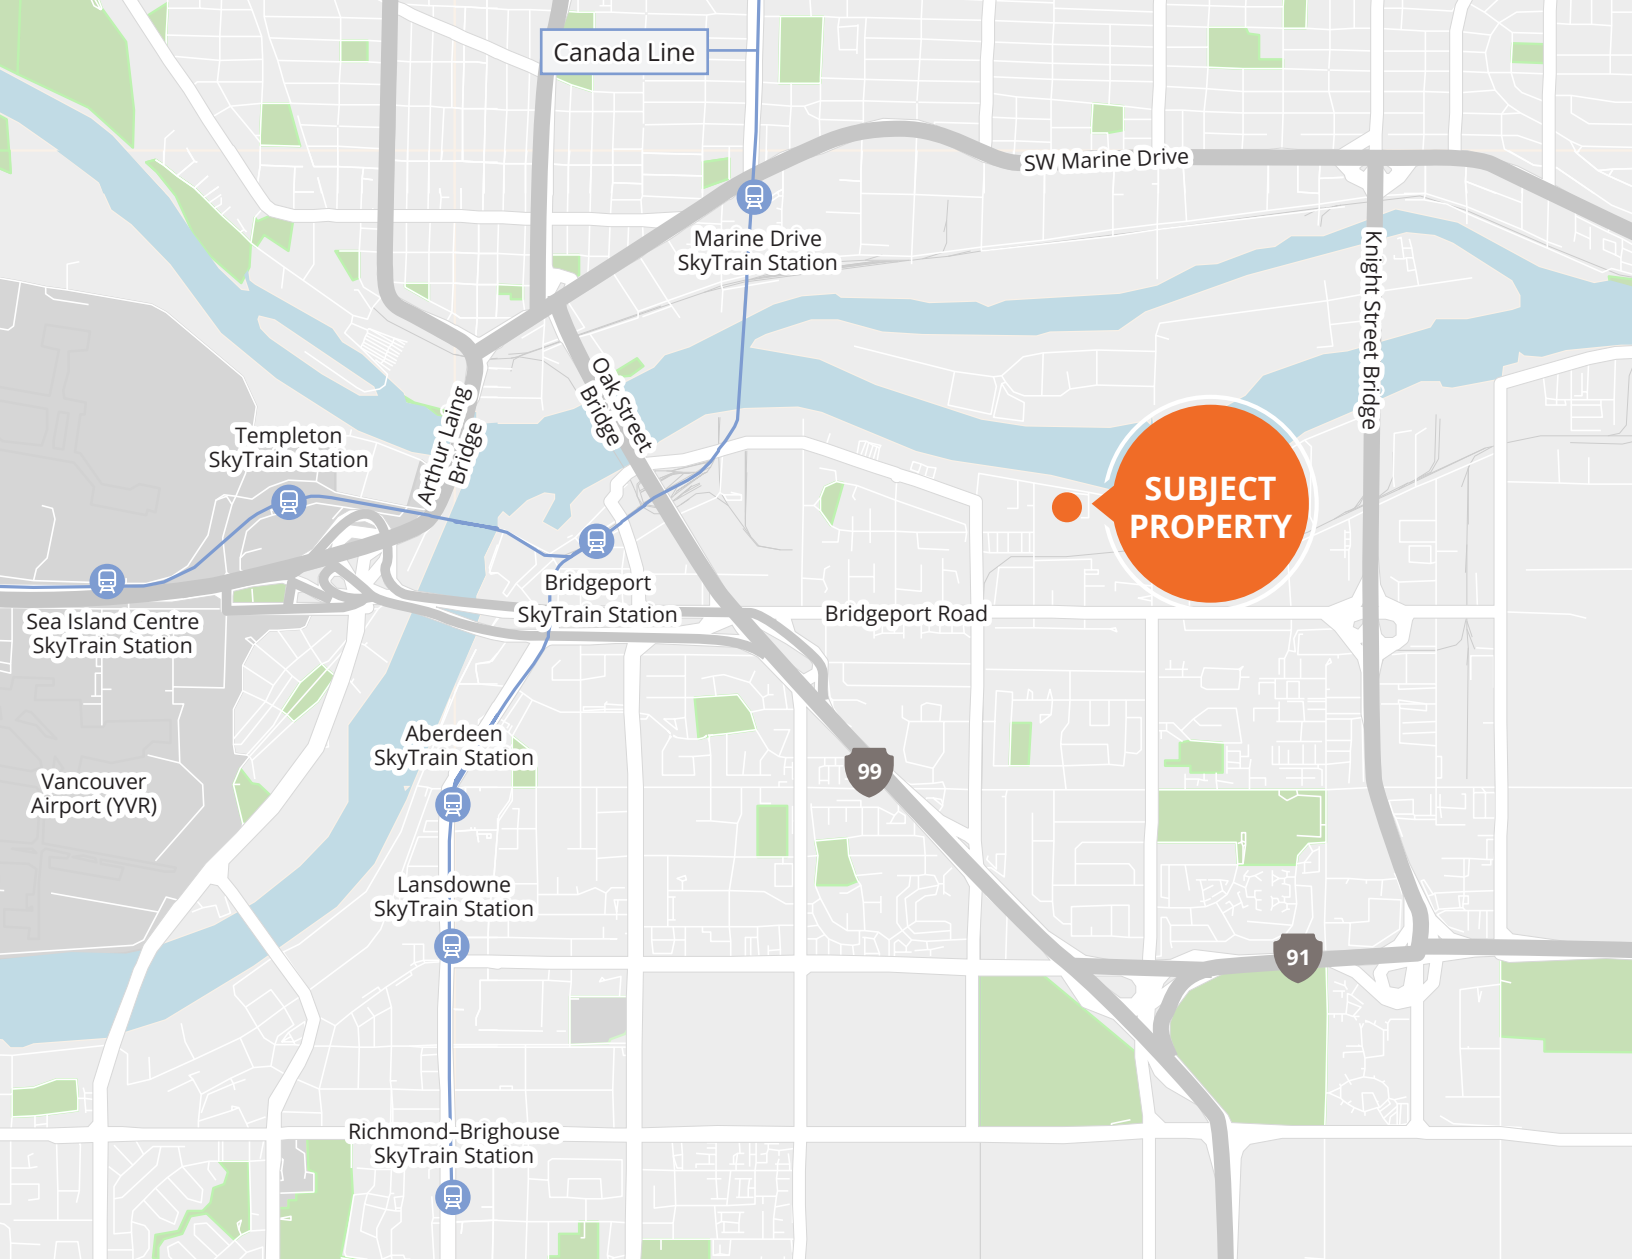 Canada Line
SW Marine Drive
Marine Drive
SkyTrain Station
Knight Street Bridge
Oak Street
Bridge
Arthur Laing
Bridge
Templeton
SkyTrain Station
SUBJECT
PROPERTY
Bridgeport
SkyTrain Station
Bridgeport Road
Sea Island Centre
SkyTrain Station
Aberdeen
SkyTrain Station
99
Vancouver
Airport (YVR)
Lansdowne
SkyTrain Station
91
Richmond–Brighouse
SkyTrain Station